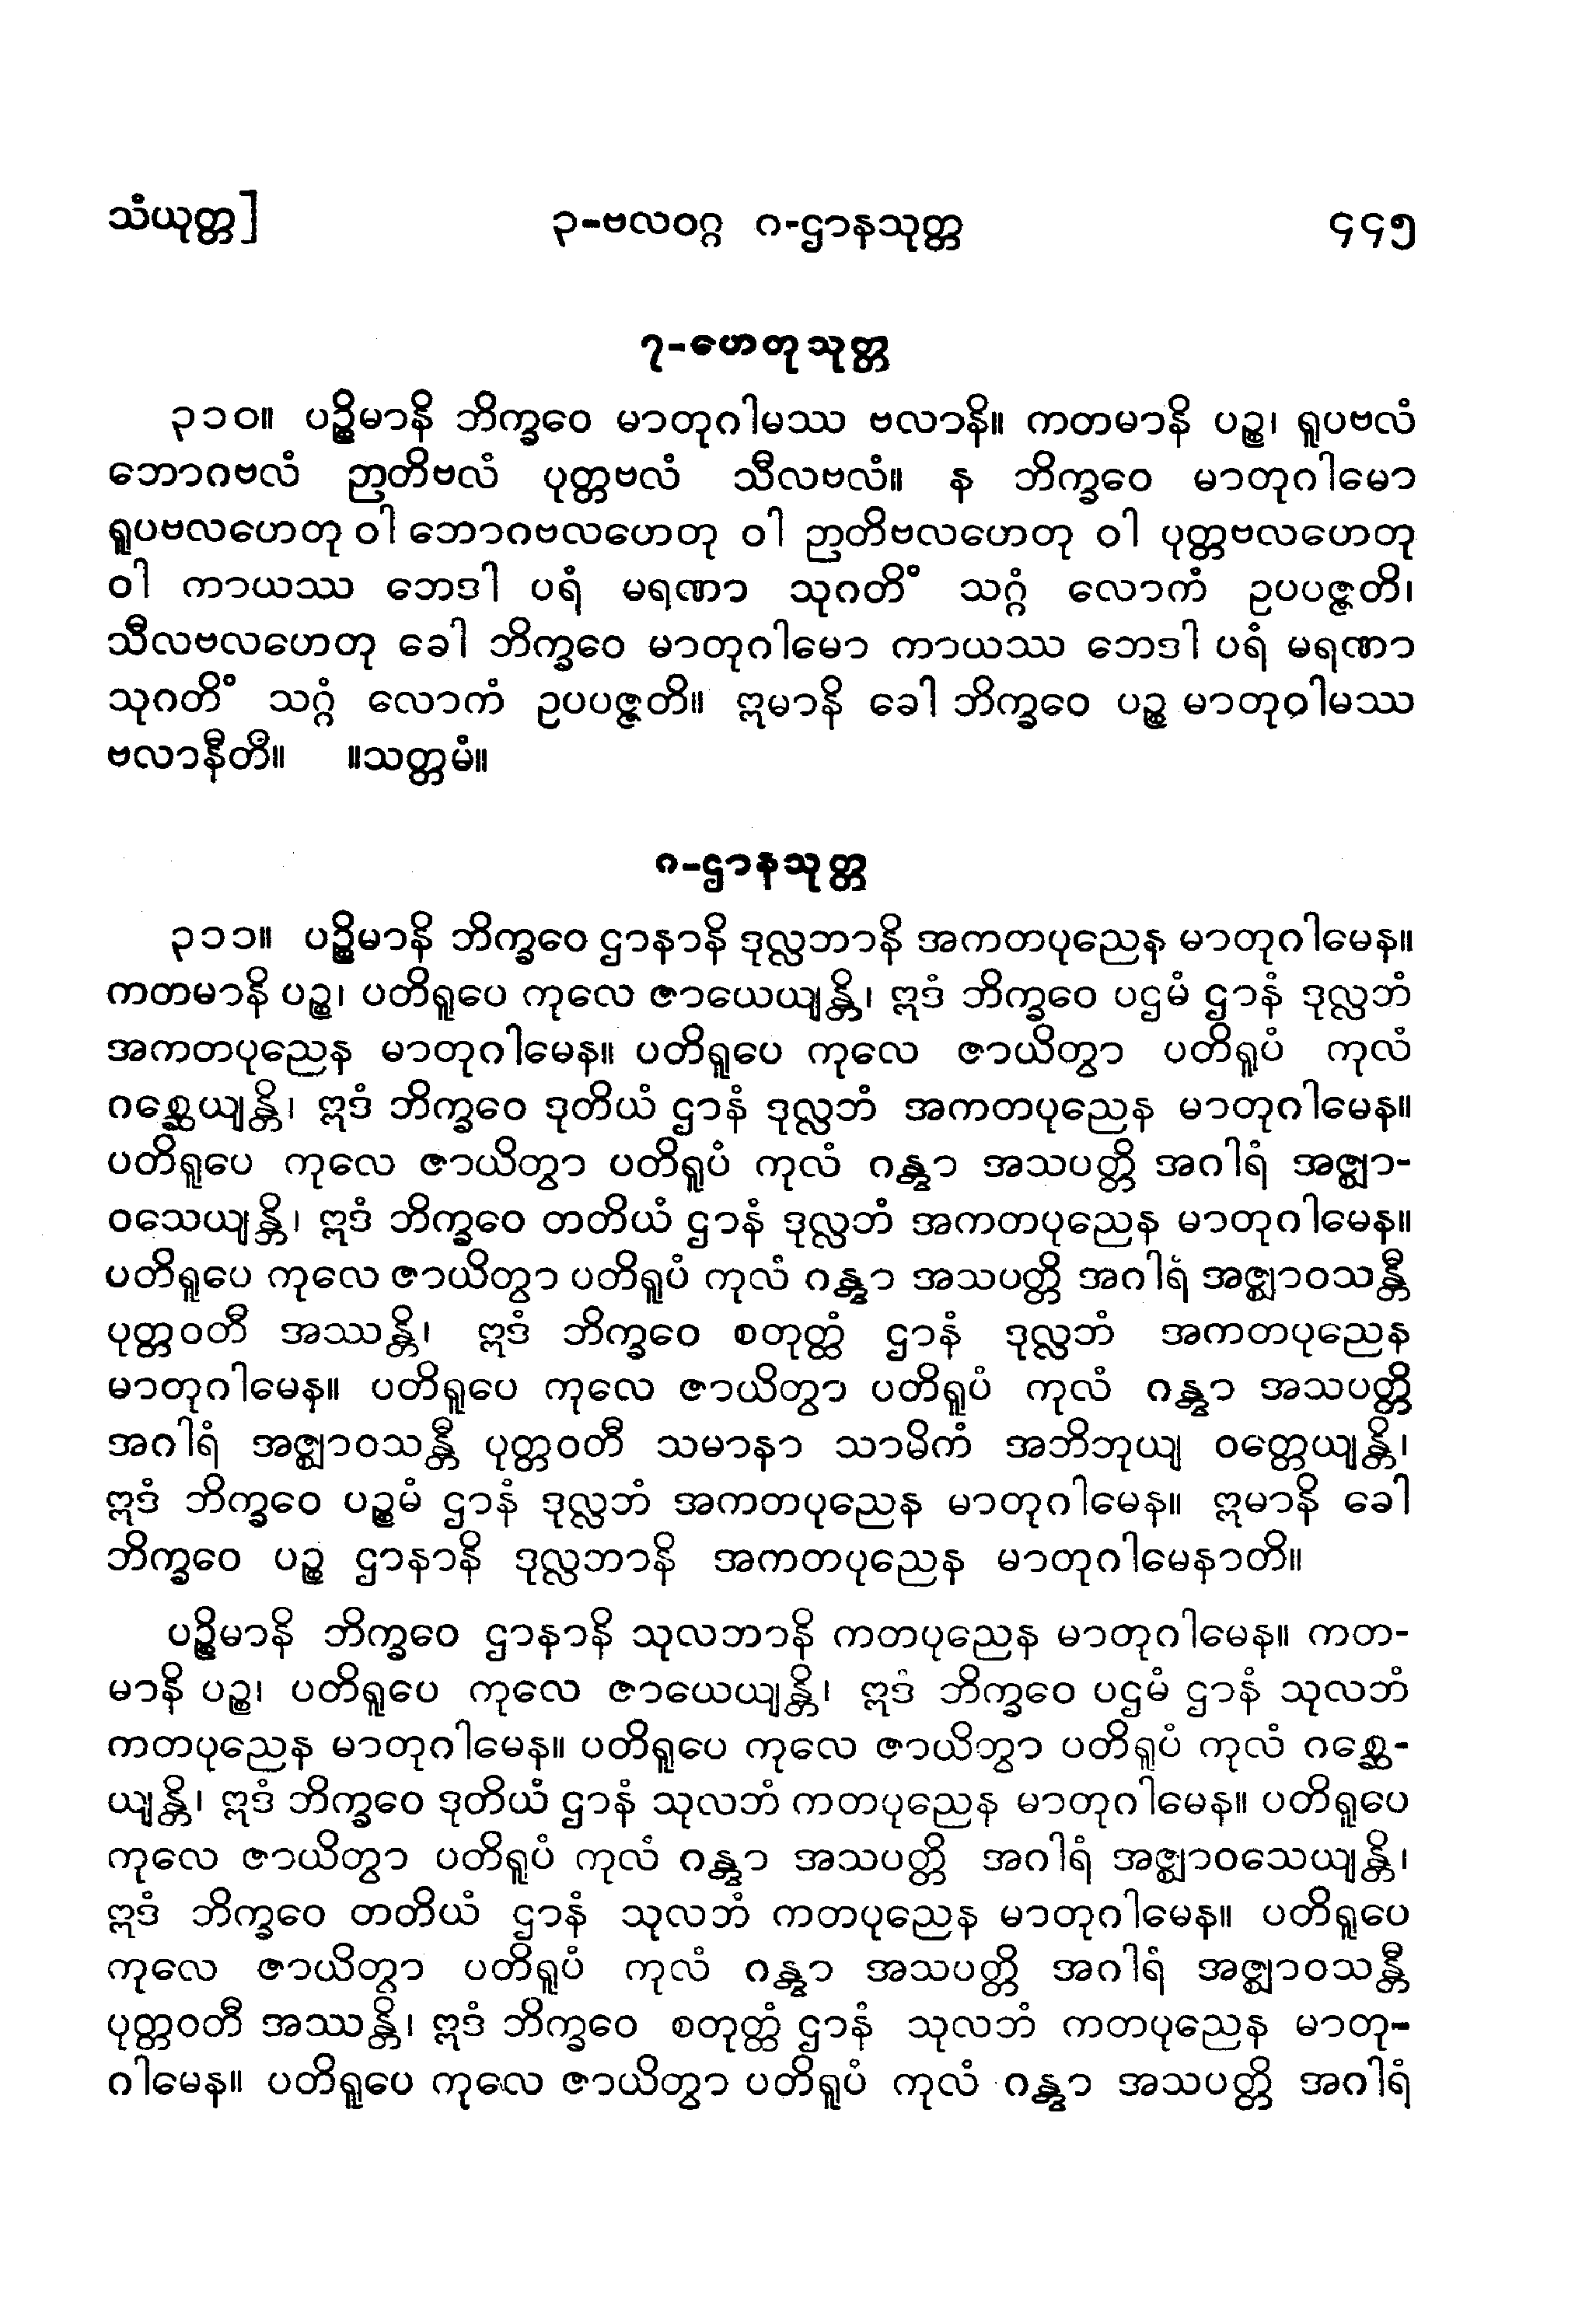 သံယုတ္တ]
၃-ဗလဝဂ္ဂ ဂ-ဌာနသုတ္တ
၄၄၅
၇-ဟေတုသုတ္တ
၃၁၀။ ပဉ္စိမာနိ ဘိက္ခဝေ မာတုဂါမဿ ဗလာနိ။ ကတမာနိ ပဉ္စ၊ ရူပဗလံ
ဘောဂဗလံ ဉာတိဗလံ ပုတ္တဗလံ သီလဗလံ။ န ဘိက္ခဝေ မာတုဂါမော
ရူပဗလဟေတု ဝါ ဘောဂဗလဟေတု ဝါ ဉာတိဗလဟေတု ဝါ ပုတ္တဗလဟေတု
ဝါ ကာယဿ ဘေဒါ ပရံ မရဏာ သုဂတိံ သဂ္ဂံ လောကံ ဥပပဇ္ဇတိ၊
သီလဗလဟေတု ခေါ ဘိက္ခဝေ မာတုဂါမော ကာယဿ ဘေဒါ ပရံ မရဏာ
သုဂတိံ သဂ္ဂံ လောကံ ဥပပဇ္ဇတိ။ ဣမာနိ ခေါ ဘိက္ခဝေ ပဉ္စ မာတုဂါမဿ
ဗလာနီတိ။ ။သတ္တမံ။
ဂ-ဌာနသုတ္တ
၃၁၁။ ပဉ္စိမာနိ ဘိက္ခဝေ ဌာနာနိ ဒုလ္လဘာနိ အကတပုညေန မာတုဂါမေန။
ကတမာနိ ပဉ္စ၊ ပတိရူပေ ကုလေ ဇာယေယျန္တိ၊ ဣဒံ ဘိက္ခဝေ ပဌမံ ဌာနံ ဒုလ္လဘံ
အကတပုညေန မာတုဂါမေန။ ပတိရူပေ ကုလေ ဇာယိတွာ ပတိရူပံ ကုလံ
ဂစ္ဆေယျန္တိ၊ ဣဒံ ဘိက္ခဝေ ဒုတိယံ ဌာနံ ဒုလ္လဘံ အကတပုညေန မာတုဂါမေန။
ပတိရူပေ ကုလေ ဇာယိတွာ ပတိရူပံ ကုလံ ဂန္တွာ အသပတ္တိ အဂါရံ အဇ္ဈာ-
ဝသေယျန္တိ၊ ဣဒံ ဘိက္ခဝေ တတိယံ ဌာနံ ဒုလ္လဘံ အကတပုညေန မာတုဂါမေန။
ပတိရူပေ ကုလေ ဇာယိတွာ ပတိရူပံ ကုလံ ဂန္တွာ အသပတ္တိ အဂါရံ အဇ္ဈာဝသန္တီ
ပုတ္တဝတီ အဿန္တိ၊ ဣဒံ ဘိက္ခဝေ စတုတ္ထံ ဌာနံ ဒုလ္လဘံ အကတပုညေန
မာတုဂါမေန။ ပတိရူပေ ကုလေ ဇာယိတွာ ပတိရူပံ ကုလံ ဂန္တွာ အသပတ္တိ
အဂါရံ အဇ္ဈာဝသန္တီ ပုတ္တဝတီ သမာနာ သာမိကံ အဘိဘုယျ ဝတ္တေယျန္တိ၊
ဣဒံ ဘိက္ခဝေ ပဉ္စမံ ဌာနံ ဒုလ္လဘံ အကတပုညေန မာတုဂါမေန။ ဣမာနိ ခေါ
ဘိက္ခဝေ ပဉ္စ ဌာနာနိ ဒုလ္လဘာနိ အကတပုညေန မာတုဂါမေနာတိ။
ပဉ္စိမာနိ ဘိက္ခဝေ ဌာနာနိ သုလဘာနိ ကတပုညေန မာတုဂါမေန။ ကတ-
မာနိ ပဉ္စ၊ ပတိရူပေ ကုလေ ဇာယေယျန္တိ၊ ဣဒံ ဘိက္ခဝေ ပဌမံ ဌာနံ သုလဘံ
ကတပုညေန မာတုဂါမေန။ ပတိရူပေ ကုလေ ဇာယိတွာ ပတိရူပံ ကုလံ ဂစ္ဆေ-
ယျန္တိ၊ ဣဒံ ဘိက္ခဝေ ဒုတိယံ ဌာနံ သုလဘံ ကတပုညေန မာတုဂါမေန။ ပတိရူပေ
ကုလေ ဇာယိတွာ ပတိရူပံ ကုလံ ဂန္တွာ အသပတ္တိ အဂါရံ အဇ္ဈာဝသေယျန္တိ၊
ဣဒံ ဘိက္ခဝေ တတိယံ ဌာနံ သုလဘံ ကတပုညေန မာတုဂါမေန။ ပတိရူပေ
ကုလေ ဇာယိတွာ ပတိရူပံ ကုလံ ဂန္တွာ အသပတ္တိ အဂါရံ အဇ္ဈာဝသန္တီ
ပုတ္တဝတီ အဿန္တိ၊ ဣဒံ ဘိက္ခဝေ စတုတ္ထံ ဌာနံ သုလဘံ ကတပုညေန မာတု-
ဂါမေန။ ပတိရူပေ ကုလေ ဇာယိတွာ ပတိရူပံ ကုလံ ဂန္တွာ အသပတ္တိ အဂါရံ